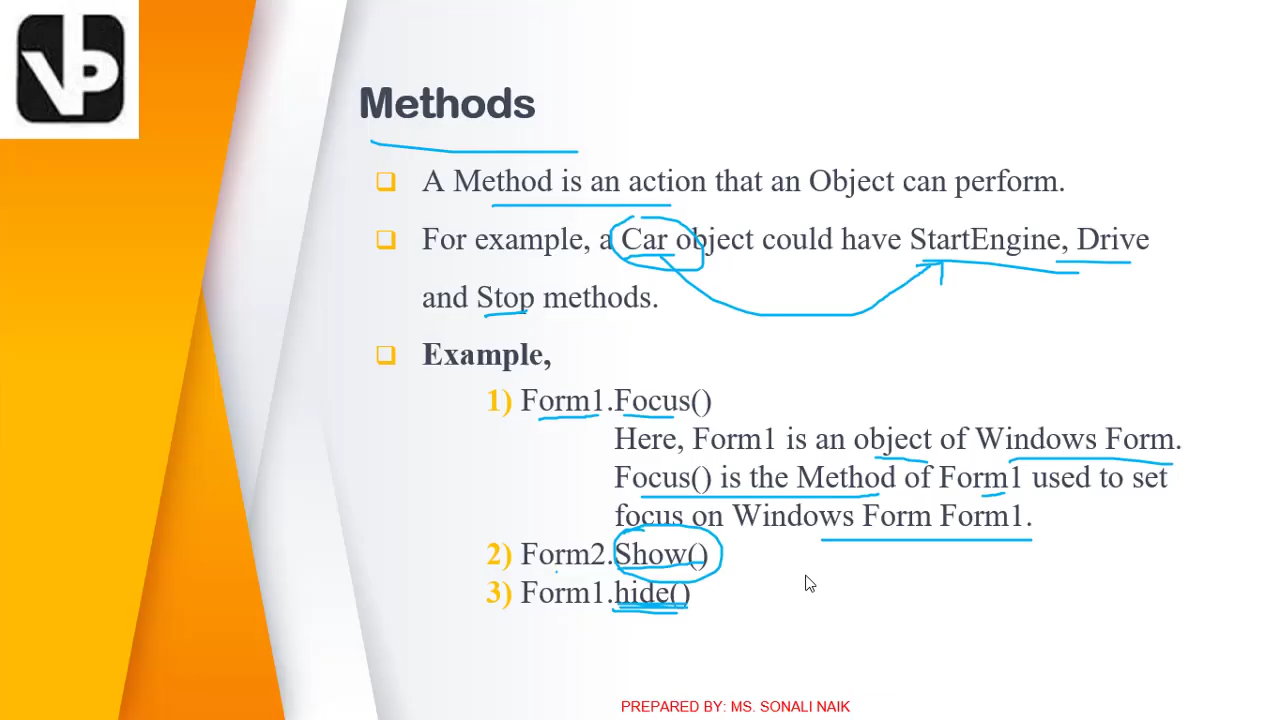 VP
Methods
A Method is an action that an Object can perform.
For example, a Car object could have StartEngine, Drive
and Stop methods.
Example,
1) Form1.Focus()
Here, Form1 is an object of Windows Form.
Focus() is the Method of Form1 used to set
focus on Windows Form Form1.
2) Form2.Show()
3) Form1.hide()
PREPARED BY: MS. SONALI NAIK